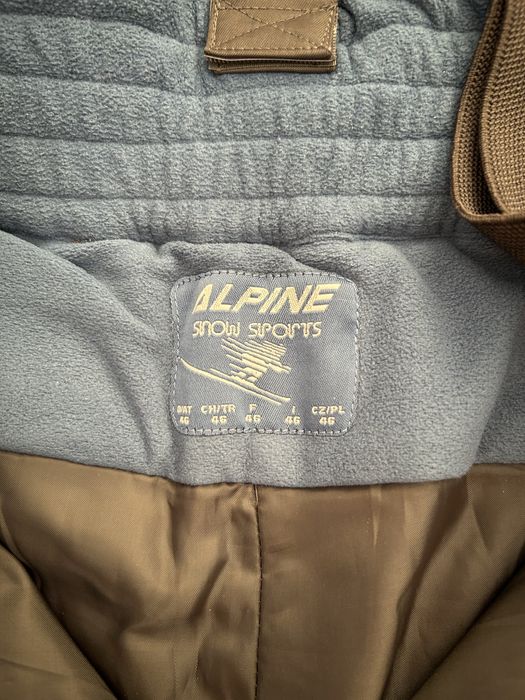 ALPINE
SNOW SPORTS
D/AT CH/TR F I CZ/PL
46 46 46 46 46